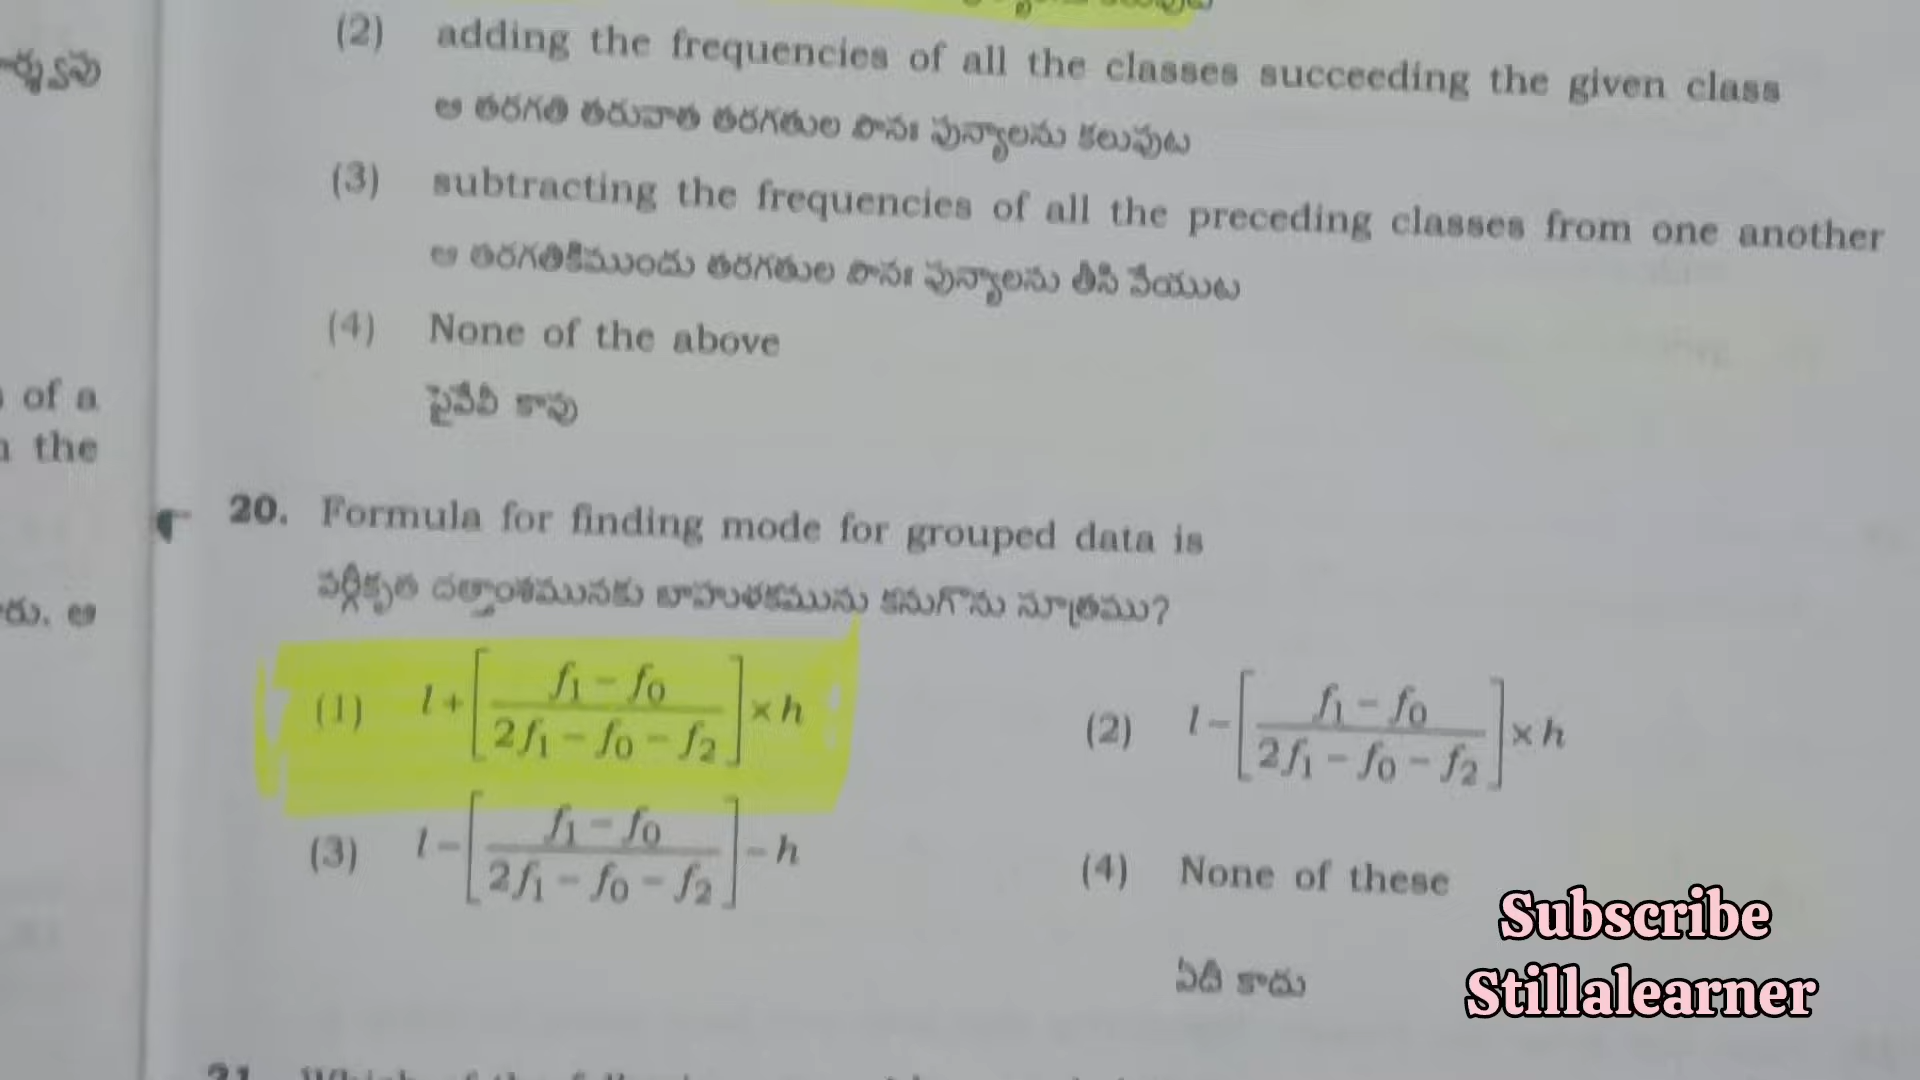 (2) adding the frequencies of all the classes succeeding the given class
ఆ తరగతి తరువాత తరగతుల పౌనః పున్యాలను కలుపుట
(3) subtracting the frequencies of all the preceding classes from one another
ఆ తరగతికిముందు తరగతుల పౌనః పున్యాలను తీసి వేయుట
(4) None of the above
పైవేవీ కావు
of a
the
20. Formula for finding mode for grouped data is
వర్గీకృత దత్తాంశమునకు బాహుళకమును కనుగొను సూత్రము?
(1) l + [ (f₁ − f₀) / (2f₁ − f₀ − f₂) ] × h (2) l − [ (f₁ − f₀) / (2f₁ − f₀ − f₂) ] × h
(3) l − [ (f₁ − f₀) / (2f₁ − f₀ − f₂) ] − h (4) None of these
ఏదీ కాదు
Subscribe
Stillalearner